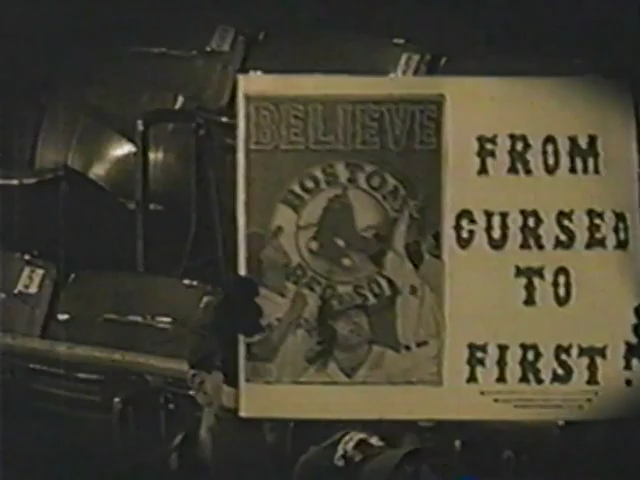 BELIEVE
BOSTON
RED SOX
FROM
CURSED
TO
FIRST!